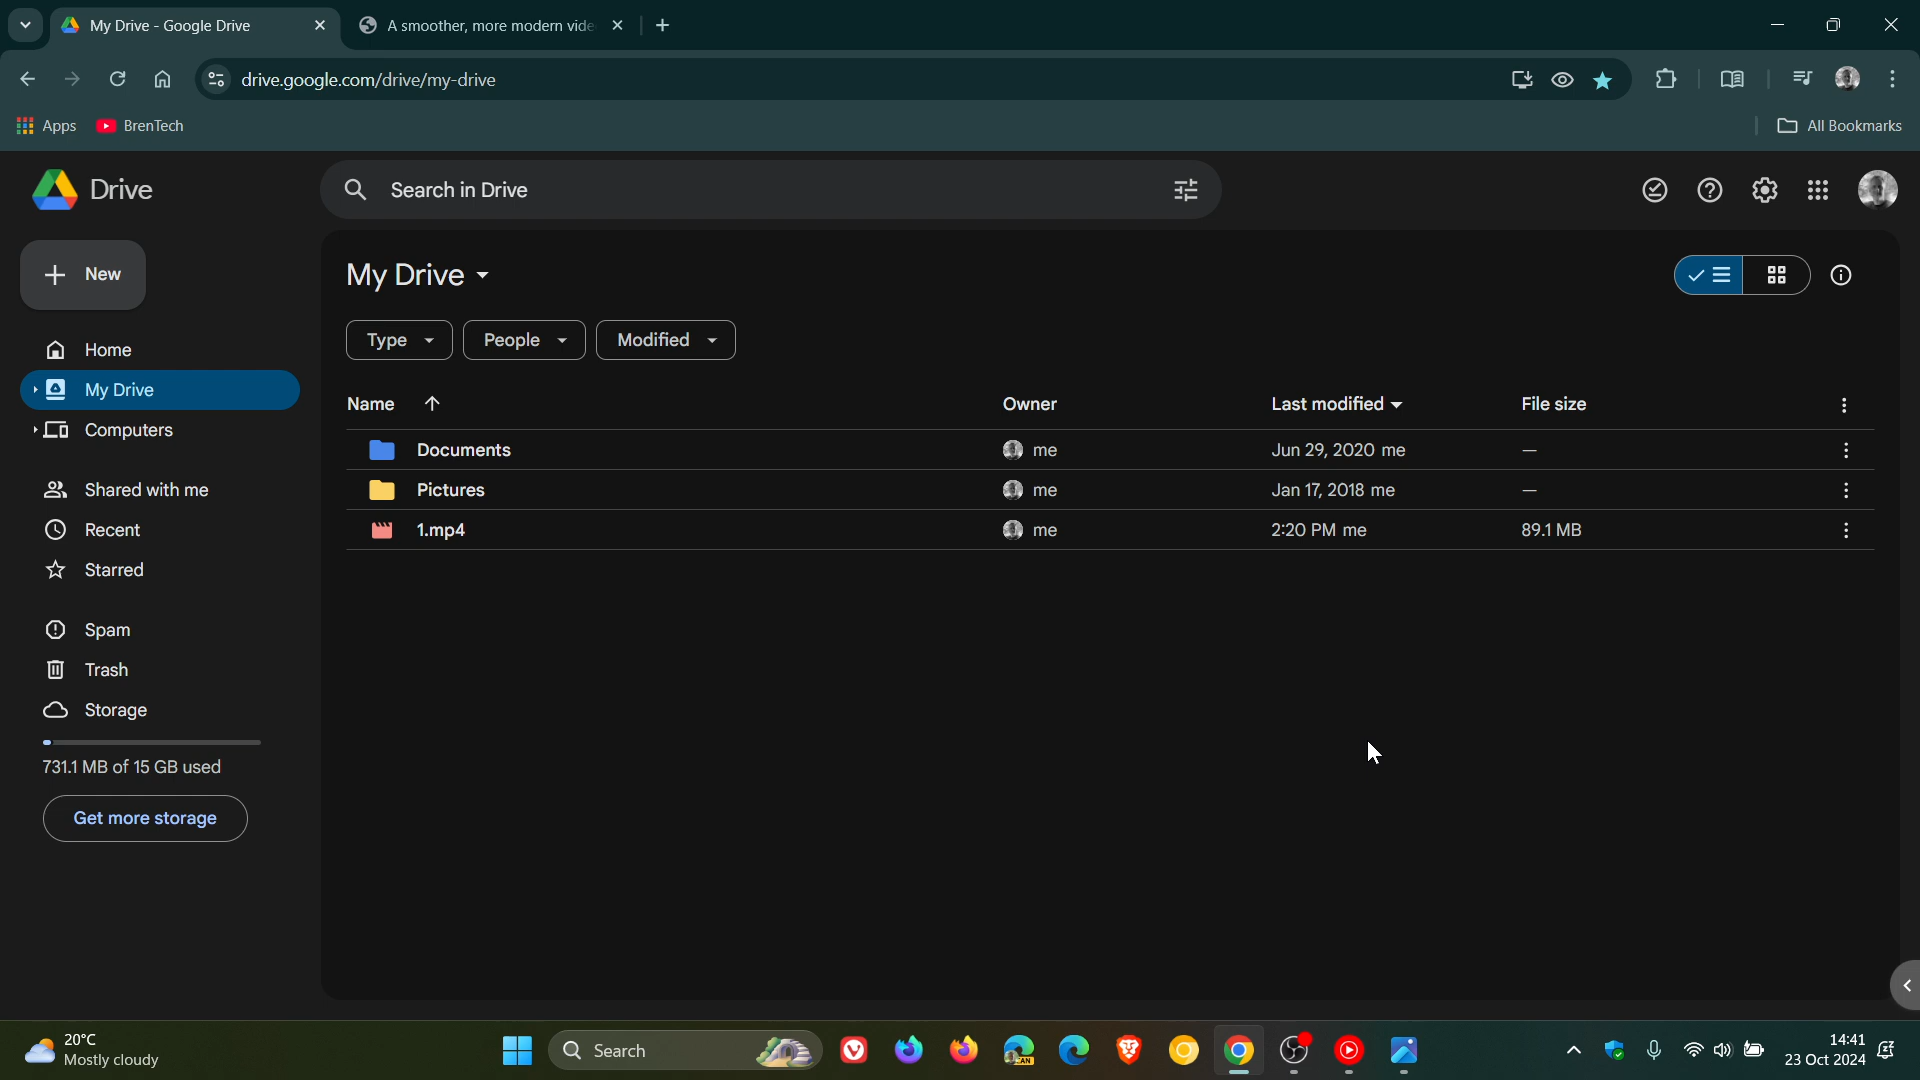 My Drive - Google Drive
A smoother, more modern vide
drive.google.com/drive/my-drive
Apps
BrenTech
All Bookmarks
Drive
Search in Drive
New
My Drive
Type
People
Modified
Home
My Drive
Computers
Shared with me
Recent
Starred
Spam
Trash
Storage
731.1 MB of 15 GB used
Get more storage
Name Owner Last modified File size
Documents me Jun 29, 2020 me —
Pictures me Jan 17, 2018 me —
1.mp4 me 2:20 PM me 89.1 MB
20°C
Mostly cloudy
Search
14:41
23 Oct 2024